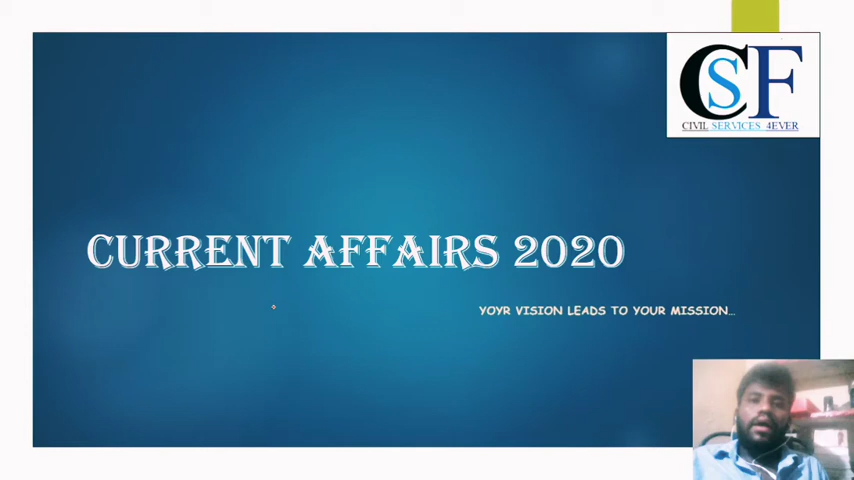 CSF
CIVIL SERVICES 4EVER
CURRENT AFFAIRS 2020
YOYR VISION LEADS TO YOUR MISSION...